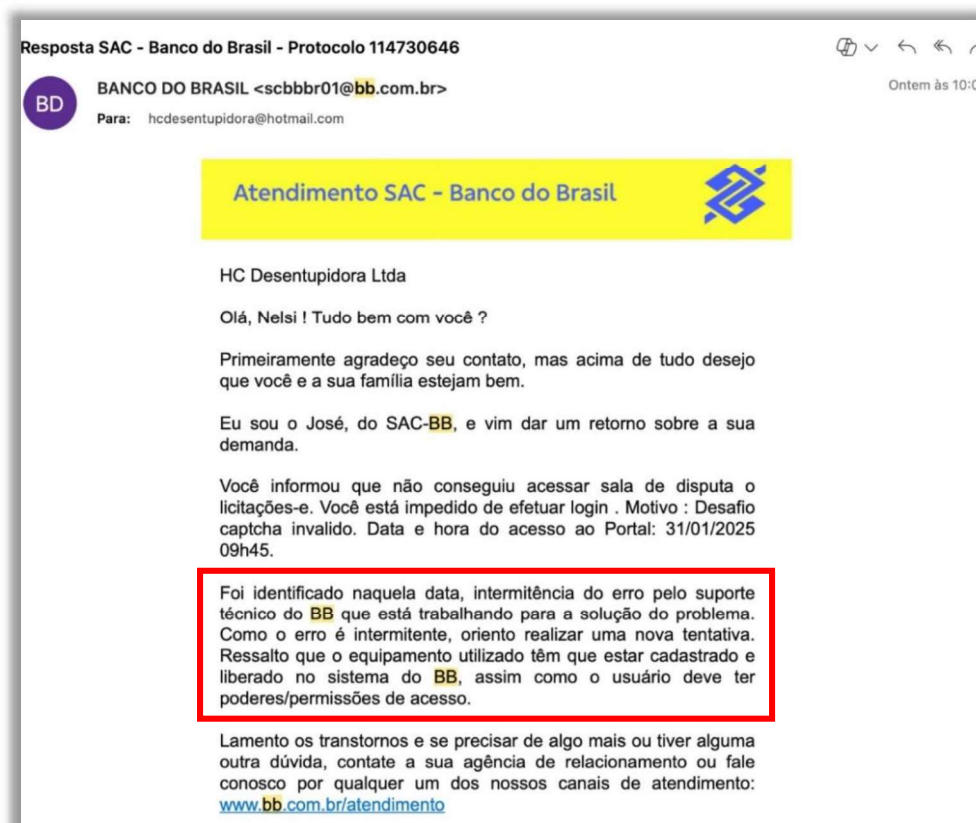 Resposta SAC - Banco do Brasil - Protocolo 114730646
BD
BANCO DO BRASIL <scbbbr01@bb.com.br>
Ontem às 10:0
Para: hcdesentupidora@hotmail.com
Atendimento SAC - Banco do Brasil
HC Desentupidora Ltda
Olá, Nelsi ! Tudo bem com você ?
Primeiramente agradeço seu contato, mas acima de tudo desejo
que você e a sua família estejam bem.
Eu sou o José, do SAC-BB, e vim dar um retorno sobre a sua
demanda.
Você informou que não conseguiu acessar sala de disputa o
licitações-e. Você está impedido de efetuar login . Motivo : Desafio
captcha invalido. Data e hora do acesso ao Portal: 31/01/2025
09h45.
Foi identificado naquela data, intermitência do erro pelo suporte
técnico do BB que está trabalhando para a solução do problema.
Como o erro é intermitente, oriento realizar uma nova tentativa.
Ressalto que o equipamento utilizado têm que estar cadastrado e
liberado no sistema do BB, assim como o usuário deve ter
poderes/permissões de acesso.
Lamento os transtornos e se precisar de algo mais ou tiver alguma
outra dúvida, contate a sua agência de relacionamento ou fale
conosco por qualquer um dos nossos canais de atendimento:
www.bb.com.br/atendimento